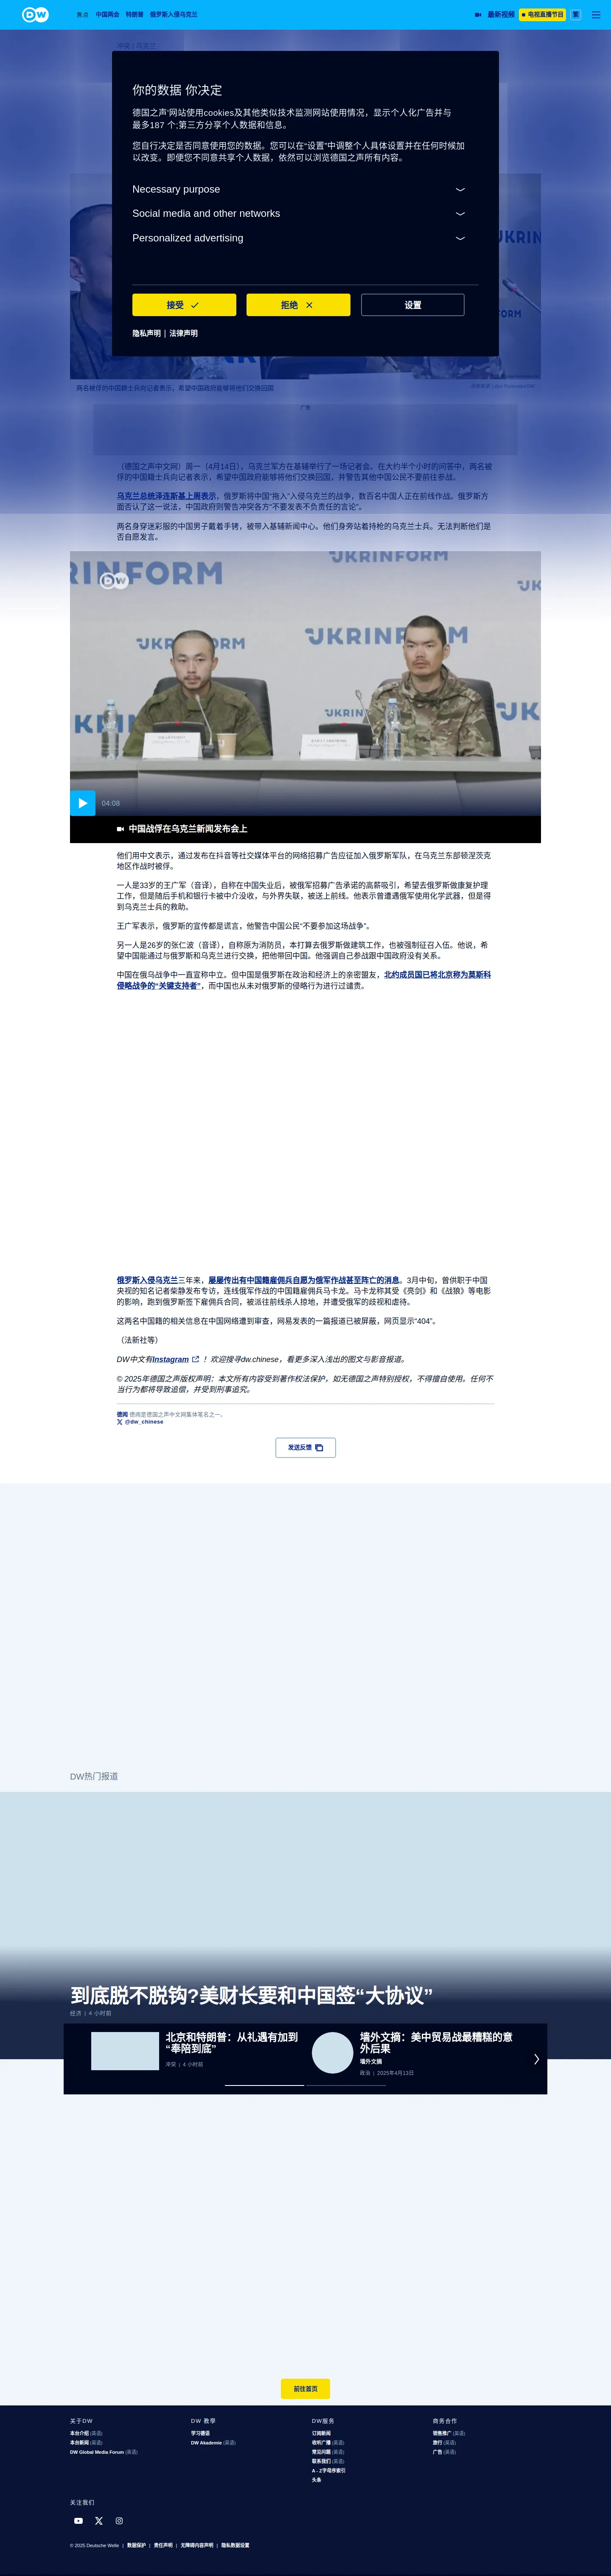 DW
焦点 中国两会 特朗普 俄罗斯入侵乌克兰
最新视频 电视直播节目 繁
冲突 | 乌克兰
你的数据 你决定
德国之声'网站使用cookies及其他类似技术监测网站使用情况，显示个人化广告并与
最多187 个;第三方分享个人数据和信息。
您自行决定是否同意使用您的数据。您可以在"设置"中调整个人具体设置并在任何时候加
以改变。即便您不同意共享个人数据，依然可以浏览德国之声所有内容。
Necessary purpose
Social media and other networks
Personalized advertising
接受 拒绝 设置
隐私声明 | 法律声明
两名被俘的中国籍士兵向记者表示，希望中国政府能够将他们交换回国
广告
（德国之声中文网）周一（4月14日），乌克兰军方在基辅举行了一场记者会，在大约半个小时的问答中，两名被
俘的中国籍士兵向记者表示，希望中国政府能够将他们交换回国，并警告其他中国公民不要前往参战。
乌克兰总统泽连斯基上周表示，俄罗斯将中国"拖入"入侵乌克兰的战争，数百名中国人正在前线作战。俄罗斯方
面否认了这一说法，中国政府则警告冲突各方"不要发表不负责任的言论"。
两名身穿迷彩服的中国男子戴着手铐，被带入基辅新闻中心。他们身旁站着持枪的乌克兰士兵。无法判断他们是
否自愿发言。
UKRINFORM
DW
04:08
中国战俘在乌克兰新闻发布会上
他们用中文表示，通过发布在抖音等社交媒体平台的网络招募广告应征加入俄罗斯军队，在乌克兰东部顿涅茨克
地区作战时被俘。
一人是33岁的王广军（音译），自称在中国失业后，被俄军招募广告承诺的高薪吸引，希望去俄罗斯做康复护理
工作，但是随后手机和银行卡被中介没收，与外界失联，被送上前线。他表示曾遭遇俄军使用化学武器，但是得
到乌克兰士兵的救助。
王广军表示，俄罗斯的宣传都是谎言，他警告中国公民"不要参加这场战争"。
另一人是26岁的张仁波（音译），自称原为消防员，本打算去俄罗斯做建筑工作，也被强制征召入伍。他说，希
望中国能通过与俄罗斯和乌克兰进行交换，把他带回中国。他强调自己参战跟中国政府没有关系。
中国在俄乌战争中一直宣称中立。但中国是俄罗斯在政治和经济上的亲密盟友，北约成员国已将北京称为莫斯科
侵略战争的"关键支持者"，而中国也从未对俄罗斯的侵略行为进行过谴责。
俄罗斯入侵乌克兰三年来，屡屡传出有中国籍雇佣兵自愿为俄军作战甚至阵亡的消息。3月中旬，曾供职于中国
央视的知名记者柴静发布专访，连线俄军作战的中国籍雇佣兵马卡龙。马卡龙称其受《亮剑》和《战狼》等电影
的影响，跑到俄罗斯签下雇佣兵合同，被派往前线杀人掠地，并遭受俄军的歧视和虐待。
这两名中国籍的相关信息在中国网络遭到审查，网易发表的一篇报道已被屏蔽，网页显示"404"。
（法新社等）
DW中文有Instagram ！欢迎搜寻dw.chinese，看更多深入浅出的图文与影音报道。
© 2025年德国之声版权声明：本文所有内容受到著作权法保护，如无德国之声特别授权，不得擅自使用。任何不
当行为都将导致追偿，并受到刑事追究。
德闻 德闻是德国之声中文网集体笔名之一。
@dw_chinese
发送反馈
DW热门报道
到底脱不脱钩?美财长要和中国签"大协议"
经济 | 4 小时前
北京和特朗普：从礼遇有加到
"奉陪到底"
冲突 | 4 小时前
墙外文摘：美中贸易战最糟糕的意
外后果
墙外文摘
政治 | 2025年4月13日
前往首页
关于DW
本台介绍 (英语)
本台新闻 (英语)
DW Global Media Forum (英语)
DW 教學
学习德语
DW Akademie (英语)
DW服务
订阅新闻
收听广播 (英语)
常见问题 (英语)
联系我们 (英语)
A - Z字母序索引
头条
商务合作
销售推广 (英语)
旅行 (英语)
广告 (英语)
关注我们
© 2025 Deutsche Welle | 数据保护 | 责任声明 | 无障碍内容声明 | 隐私数据设置